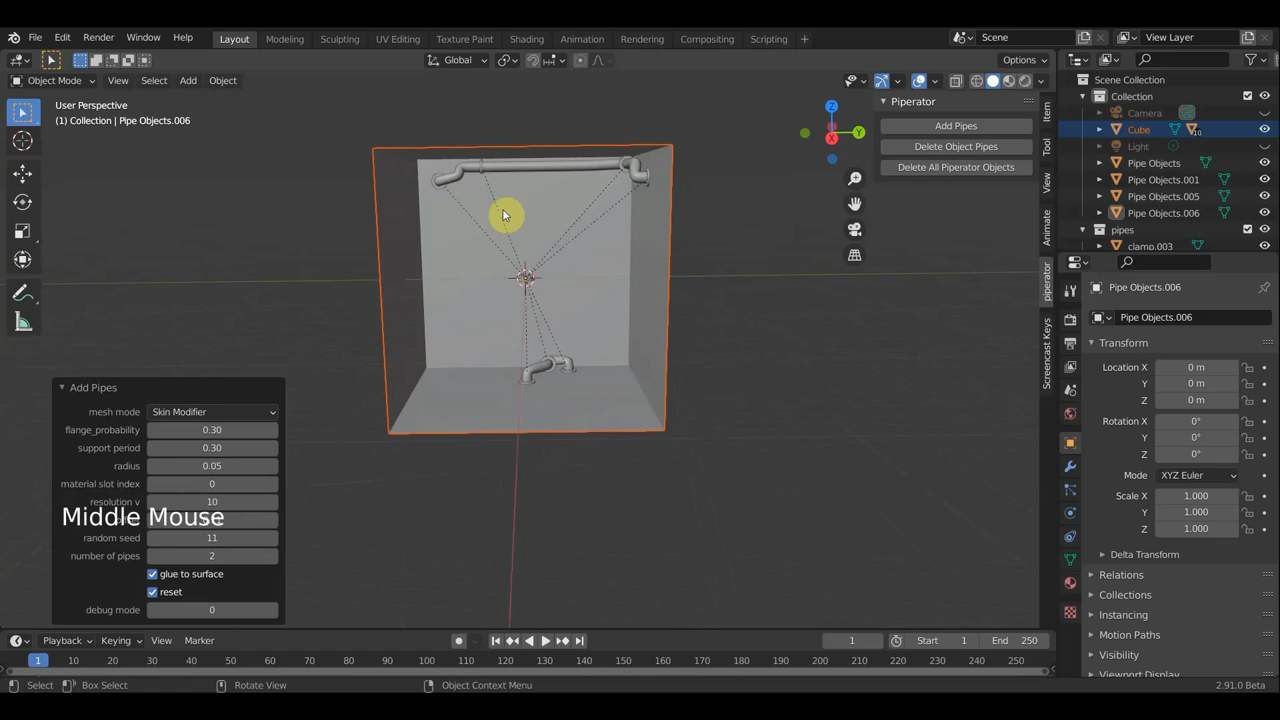 File Edit Render Window Help Layout Modeling Sculpting UV Editing Texture Paint Shading Animation Rendering Compositing Scripting + Scene View Layer
Global Options
Object Mode View Select Add Object
User Perspective
(1) Collection | Pipe Objects.006
Z
Y
X
Piperator
Add Pipes
Delete Object Pipes
Delete All Piperator Objects
Item
Tool
View
Animate
piperator
Screencast Keys
Scene Collection
Collection
Camera
Cube 10
Light
Pipe Objects
Pipe Objects.001
Pipe Objects.005
Pipe Objects.006
pipes
clamp.003
Pipe Objects.006
Pipe Objects.006
Transform
Location X 0 m
Y 0 m
Z 0 m
Rotation X 0°
Y 0°
Z 0°
Mode XYZ Euler
Scale X 1.000
Y 1.000
Z 1.000
Delta Transform
Relations
Collections
Instancing
Motion Paths
Visibility
Viewport Display
Add Pipes
mesh mode Skin Modifier
flange_probability 0.30
support period 0.30
radius 0.05
material slot index 0
resolution v 10
Middle Mouse
random seed 11
number of pipes 2
glue to surface
reset
debug mode 0
Playback Keying View Marker 1 Start 1 End 250
1 10 20 30 40 50 60 70 80 90 100 110 120 130 140 150 160 170 180 190 200 210 220 230 240 250
Select Box Select Rotate View Object Context Menu 2.91.0 Beta